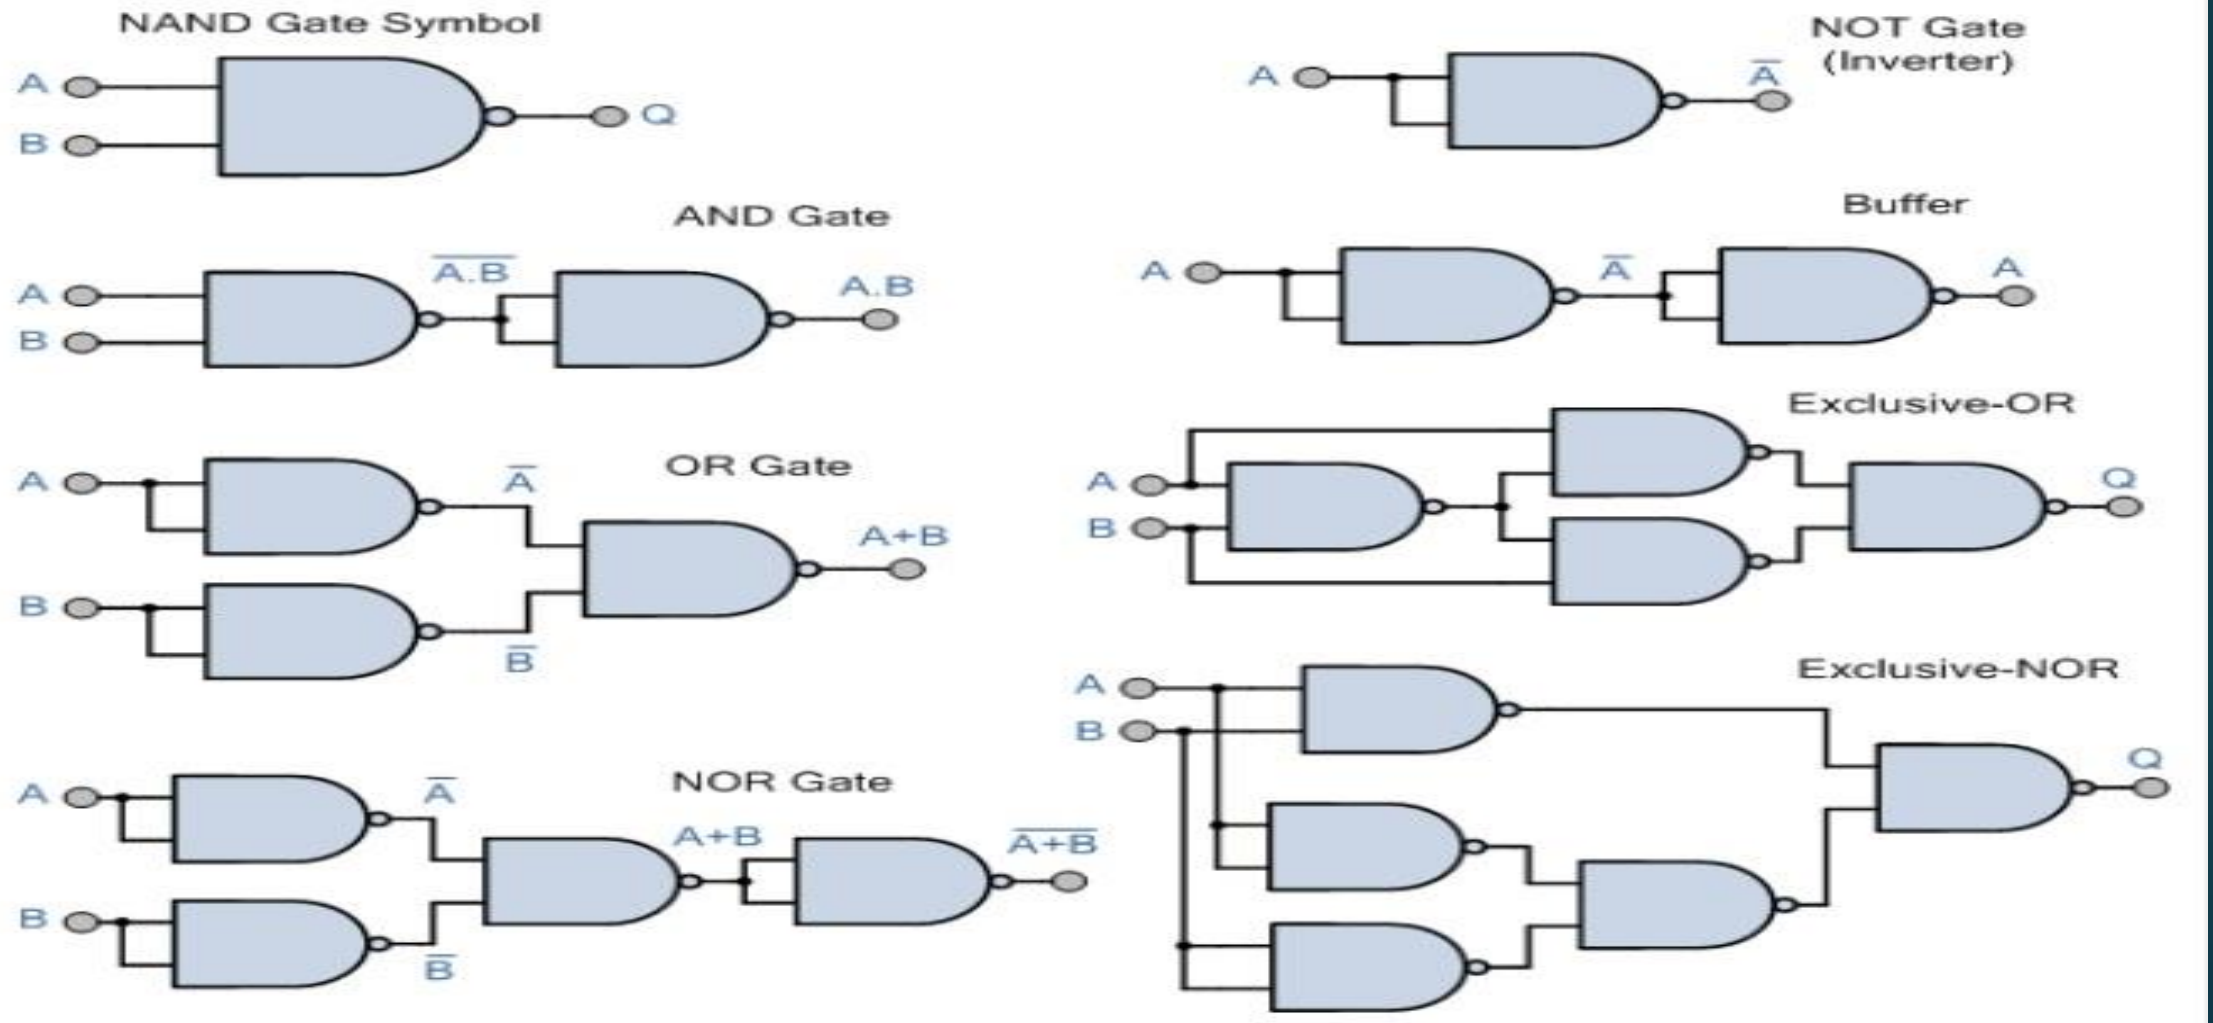 NAND Gate Symbol
A
B
Q
NOT Gate
(Inverter)
A
A̅
AND Gate
A
B
A̅.̅B̅
A.B
Buffer
A
A̅
A
OR Gate
A
B
A̅
B̅
A+B
Exclusive-OR
A
B
Q
NOR Gate
A
B
A̅
B̅
A+B
A̅+̅B̅
Exclusive-NOR
A
B
Q